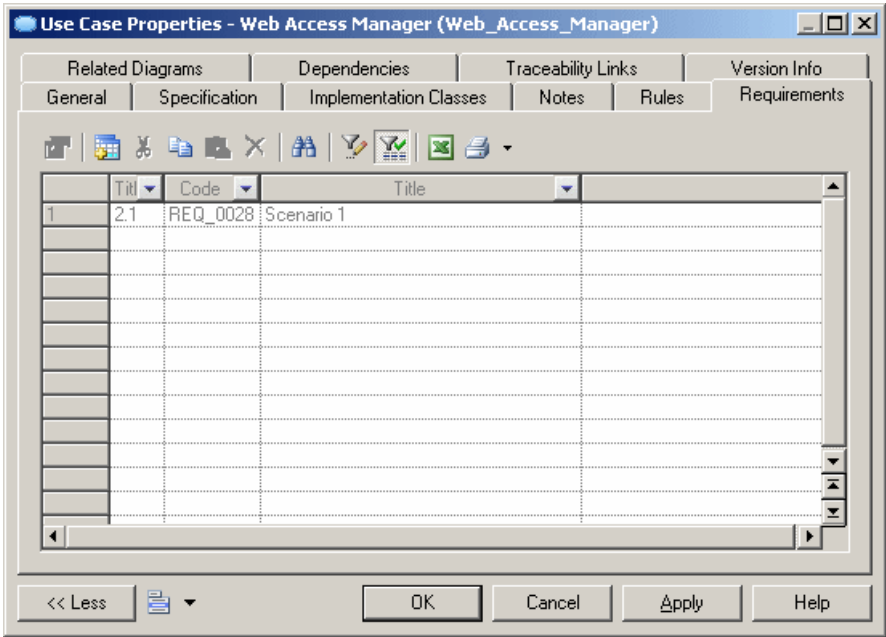 Use Case Properties - Web Access Manager (Web_Access_Manager)
Related Diagrams Dependencies Traceability Links Version Info
General Specification Implementation Classes Notes Rules Requirements
Titl Code Title
1 2.1 REQ_0028 Scenario 1
<< Less OK Cancel Apply Help